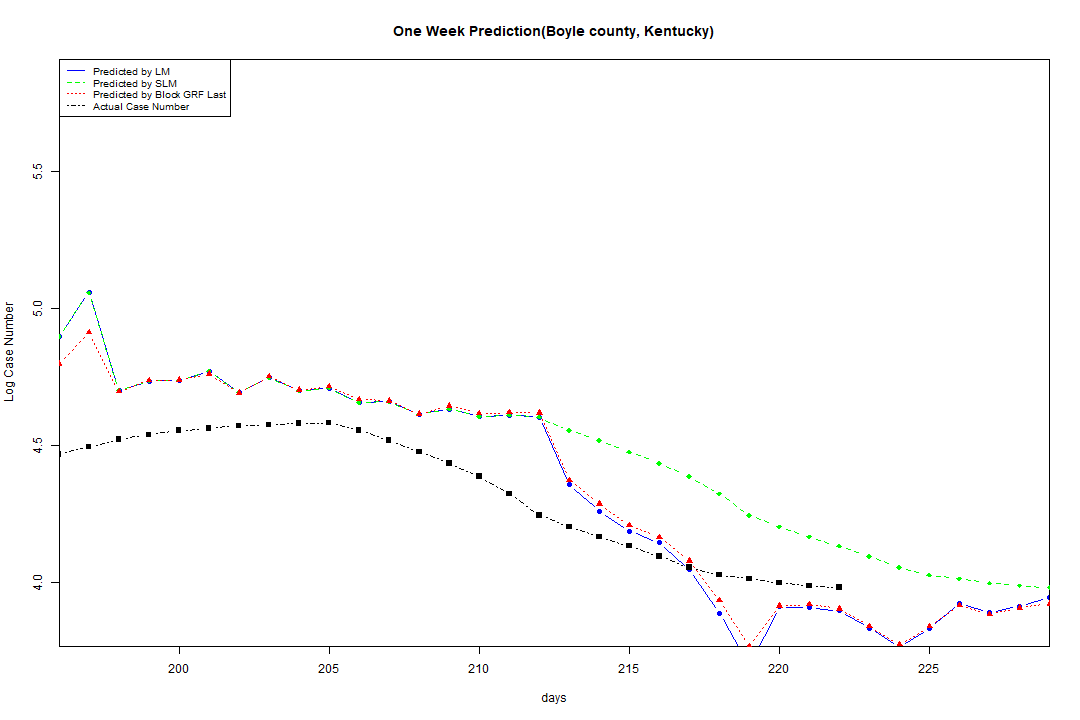 One Week Prediction(Boyle county, Kentucky)
Predicted by LM
Predicted by SLM
Predicted by Block GRF Last
Actual Case Number
5.5
5.0
4.5
4.0
Log Case Number
200 205 210 215 220 225
days